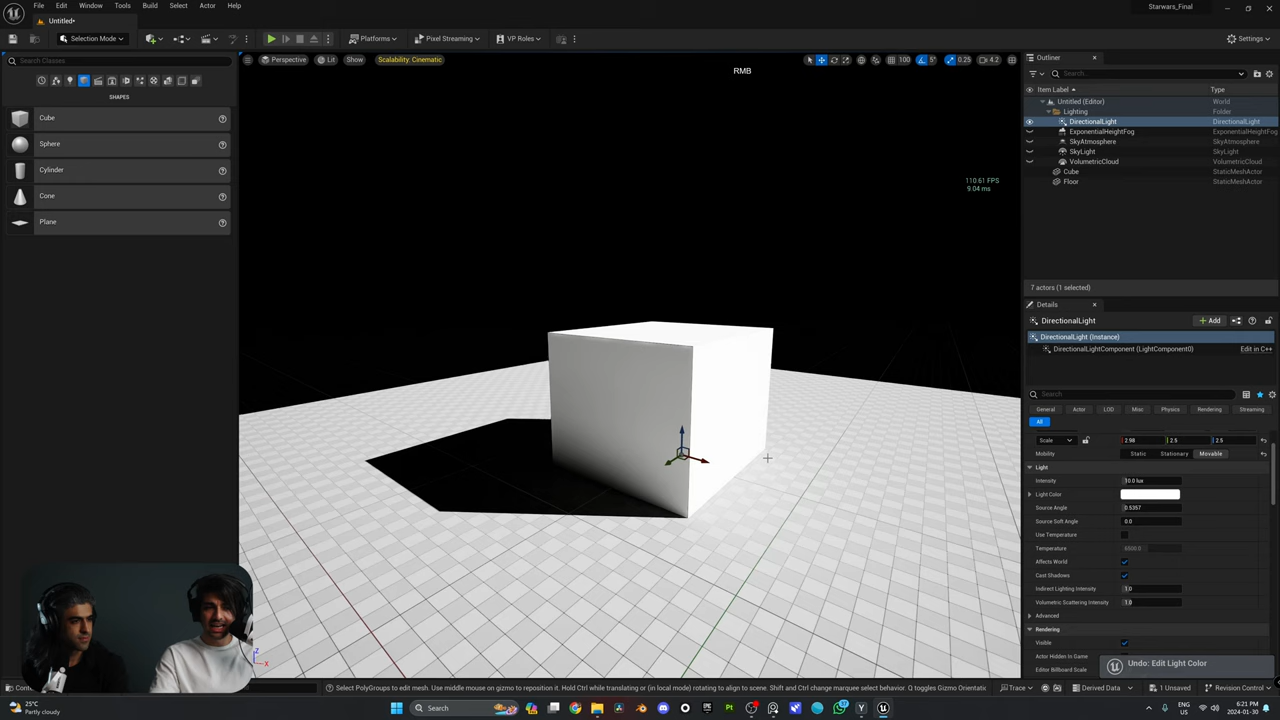 File Edit Window Tools Build Select Actor Help
Starwars_Final
Untitled*
Selection Mode
Platforms
Pixel Streaming
VP Roles
Settings
Search Classes
SHAPES
Cube
Sphere
Cylinder
Cone
Plane
Perspective Lit Show Scalability: Cinematic
100 5° 0.25 4.2
RMB
110.61 FPS
9.04 ms
Outliner
Search...
Item Label Type
Untitled (Editor) World
Lighting Folder
DirectionalLight DirectionalLight
ExponentialHeightFog ExponentialHeightFog
SkyAtmosphere SkyAtmosphere
SkyLight SkyLight
VolumetricCloud VolumetricCloud
Cube StaticMeshActor
Floor StaticMeshActor
7 actors (1 selected)
Details
DirectionalLight
Add
DirectionalLight (Instance)
DirectionalLightComponent (LightComponent0) Edit in C++
Search
General Actor LOD Misc Physics Rendering Streaming
All
Scale 2.98 2.5 2.5
Mobility Static Stationary Movable
Light
Intensity 10.0 lux
Light Color
Source Angle 0.5357
Source Soft Angle 0.0
Use Temperature
Temperature 6500.0
Affects World
Cast Shadows
Indirect Lighting Intensity 1.0
Volumetric Scattering Intensity 1.0
Advanced
Rendering
Visible
Actor Hidden In Game
Editor Billboard Scale
Undo: Edit Light Color
Z
X
Select PolyGroups to edit mesh. Use middle mouse on gizmo to reposition it. Hold Ctrl while translating or (in local mode) rotating to align to scene. Shift and Ctrl change marquee select behavior. Q toggles Gizmo Orientatic
Trace
Derived Data
1 Unsaved
Revision Control
25°C
Partly cloudy
Search
ENG
US
6:21 PM
2024-01-30